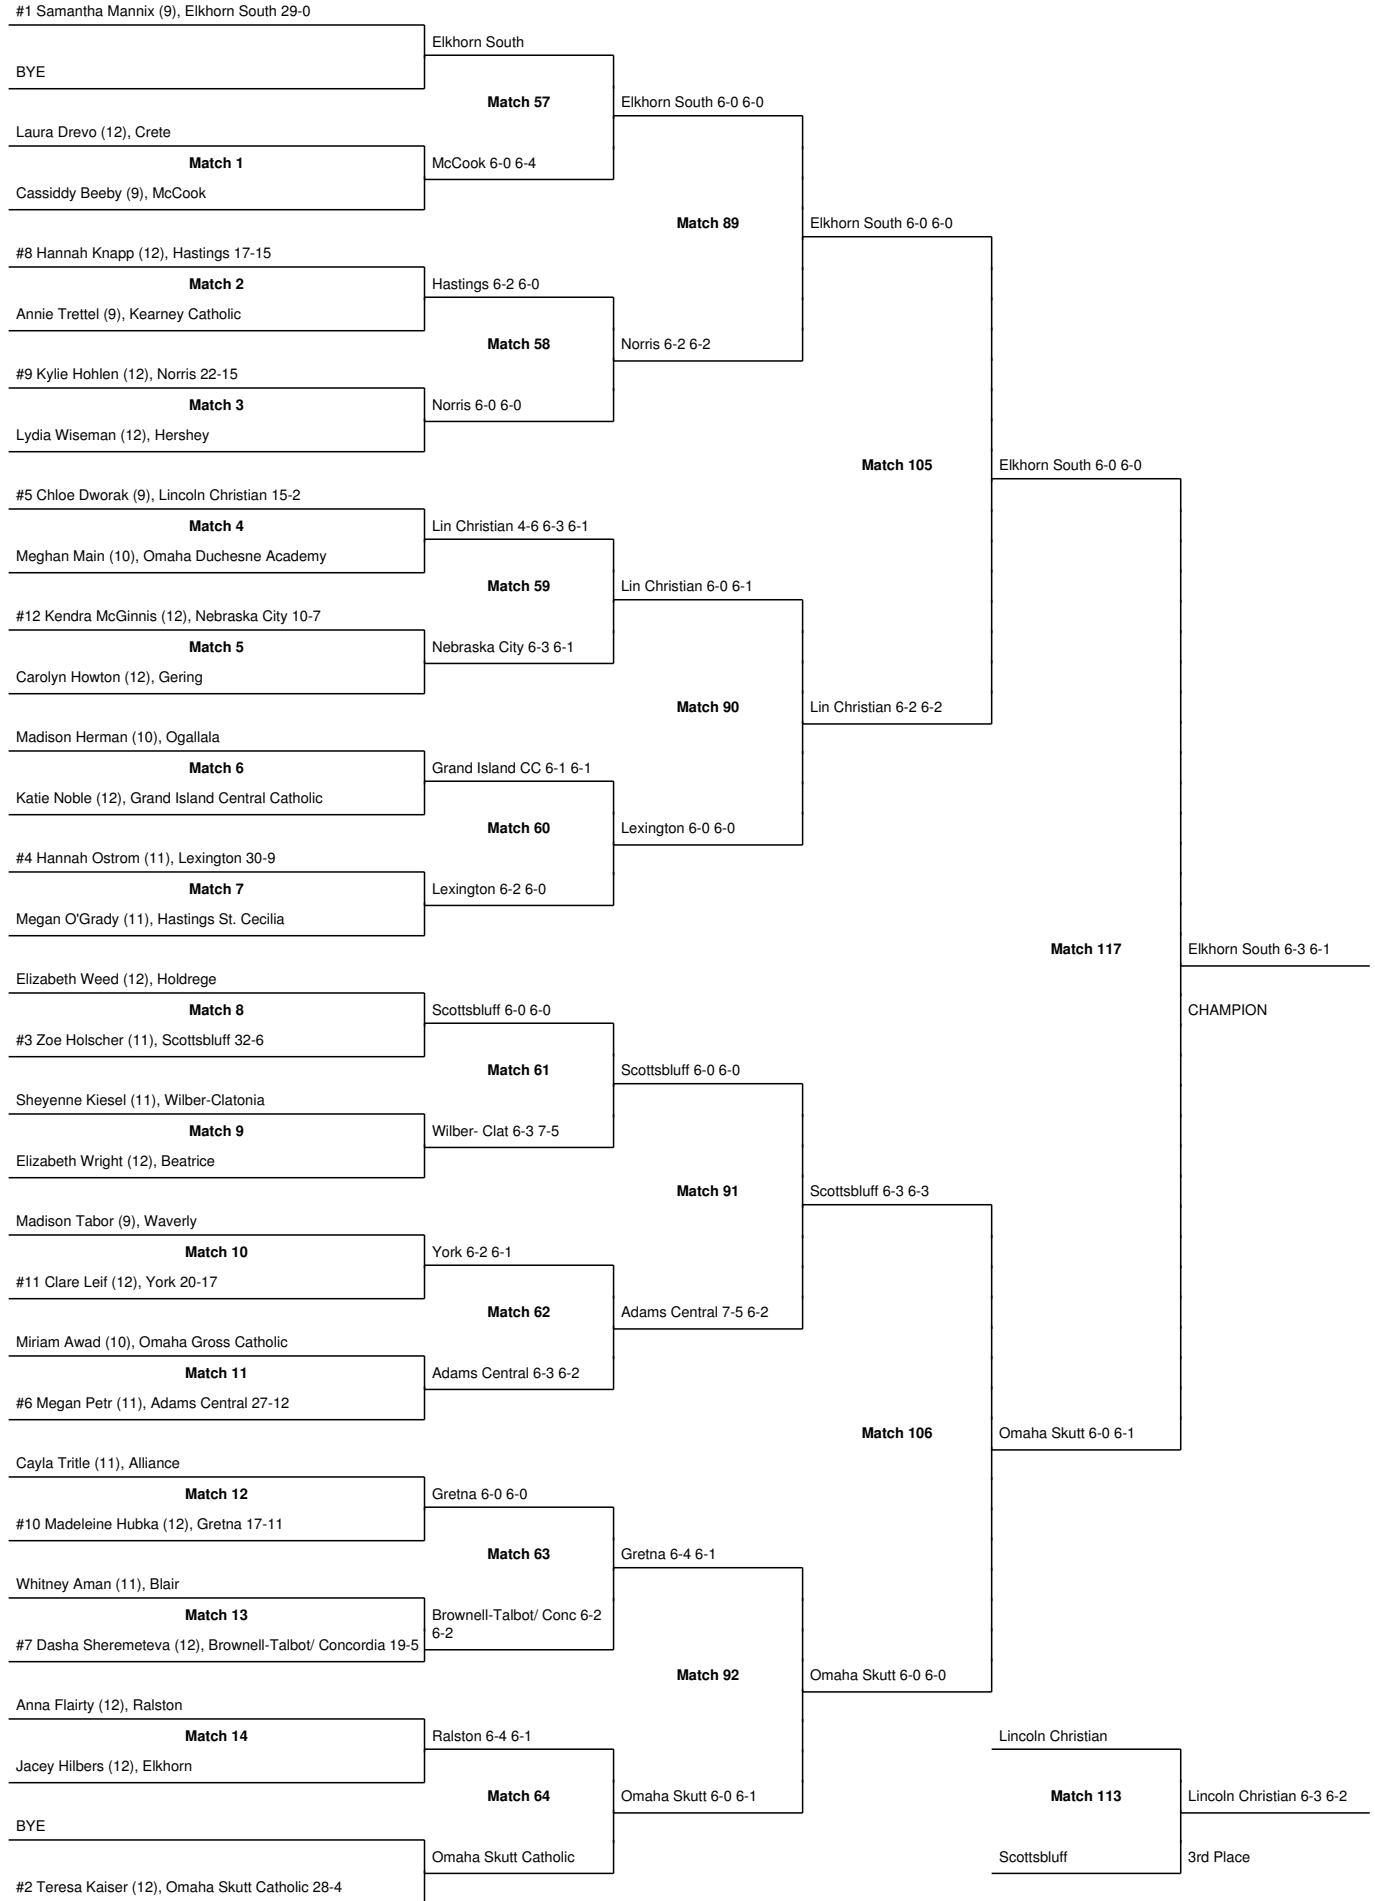 #1 Samantha Mannix (9), Elkhorn South 29-0
Elkhorn South
BYE
Match 57
Elkhorn South 6-0 6-0
Laura Drevo (12), Crete
Match 1
McCook 6-0 6-4
Cassiddy Beeby (9), McCook
Match 89
Elkhorn South 6-0 6-0
#8 Hannah Knapp (12), Hastings 17-15
Match 2
Hastings 6-2 6-0
Annie Trettel (9), Kearney Catholic
Match 58
Norris 6-2 6-2
#9 Kylie Hohlen (12), Norris 22-15
Match 3
Norris 6-0 6-0
Lydia Wiseman (12), Hershey
Match 105
Elkhorn South 6-0 6-0
#5 Chloe Dworak (9), Lincoln Christian 15-2
Match 4
Lin Christian 4-6 6-3 6-1
Meghan Main (10), Omaha Duchesne Academy
Match 59
Lin Christian 6-0 6-1
#12 Kendra McGinnis (12), Nebraska City 10-7
Match 5
Nebraska City 6-3 6-1
Carolyn Howton (12), Gering
Match 90
Lin Christian 6-2 6-2
Madison Herman (10), Ogallala
Match 6
Grand Island CC 6-1 6-1
Katie Noble (12), Grand Island Central Catholic
Match 60
Lexington 6-0 6-0
#4 Hannah Ostrom (11), Lexington 30-9
Match 7
Lexington 6-2 6-0
Megan O'Grady (11), Hastings St. Cecilia
Match 117
Elkhorn South 6-3 6-1
Elizabeth Weed (12), Holdrege
Match 8
Scottsbluff 6-0 6-0
CHAMPION
#3 Zoe Holscher (11), Scottsbluff 32-6
Match 61
Scottsbluff 6-0 6-0
Sheyenne Kiesel (11), Wilber-Clatonia
Match 9
Wilber- Clat 6-3 7-5
Elizabeth Wright (12), Beatrice
Match 91
Scottsbluff 6-3 6-3
Madison Tabor (9), Waverly
Match 10
York 6-2 6-1
#11 Clare Leif (12), York 20-17
Match 62
Adams Central 7-5 6-2
Miriam Awad (10), Omaha Gross Catholic
Match 11
Adams Central 6-3 6-2
#6 Megan Petr (11), Adams Central 27-12
Match 106
Omaha Skutt 6-0 6-1
Cayla Tritle (11), Alliance
Match 12
Gretna 6-0 6-0
#10 Madeleine Hubka (12), Gretna 17-11
Match 63
Gretna 6-4 6-1
Whitney Aman (11), Blair
Match 13
Brownell-Talbot/ Conc 6-2
6-2
#7 Dasha Sheremeteva (12), Brownell-Talbot/ Concordia 19-5
Match 92
Omaha Skutt 6-0 6-0
Anna Flairty (12), Ralston
Match 14
Ralston 6-4 6-1
Lincoln Christian
Jacey Hilbers (12), Elkhorn
Match 64
Omaha Skutt 6-0 6-1
Match 113
Lincoln Christian 6-3 6-2
BYE
Omaha Skutt Catholic
Scottsbluff
3rd Place
#2 Teresa Kaiser (12), Omaha Skutt Catholic 28-4